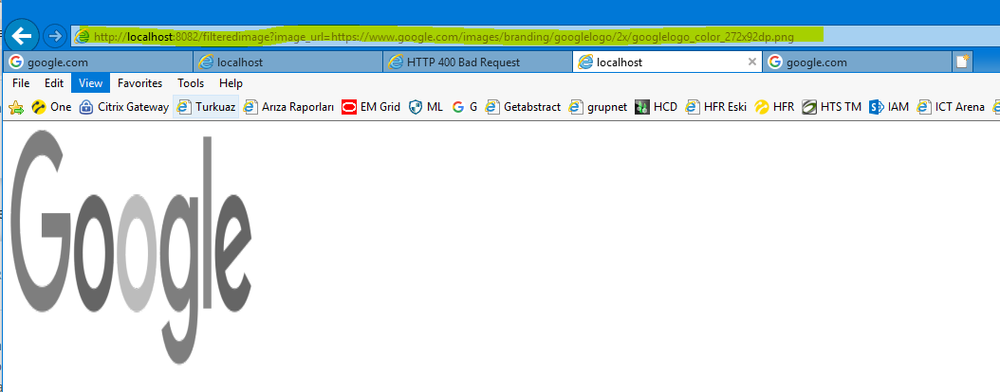 http://localhost:8082/filteredimage?image_url=https://www.google.com/images/branding/googlelogo/2x/googlelogo_color_272x92dp.png
google.com localhost HTTP 400 Bad Request localhost google.com
File Edit View Favorites Tools Help
One Citrix Gateway Turkuaz Arıza Raporları EM Grid ML G Getabstract grupnet HCD HFR Eski HFR HTS TM IAM ICT Arena
Google